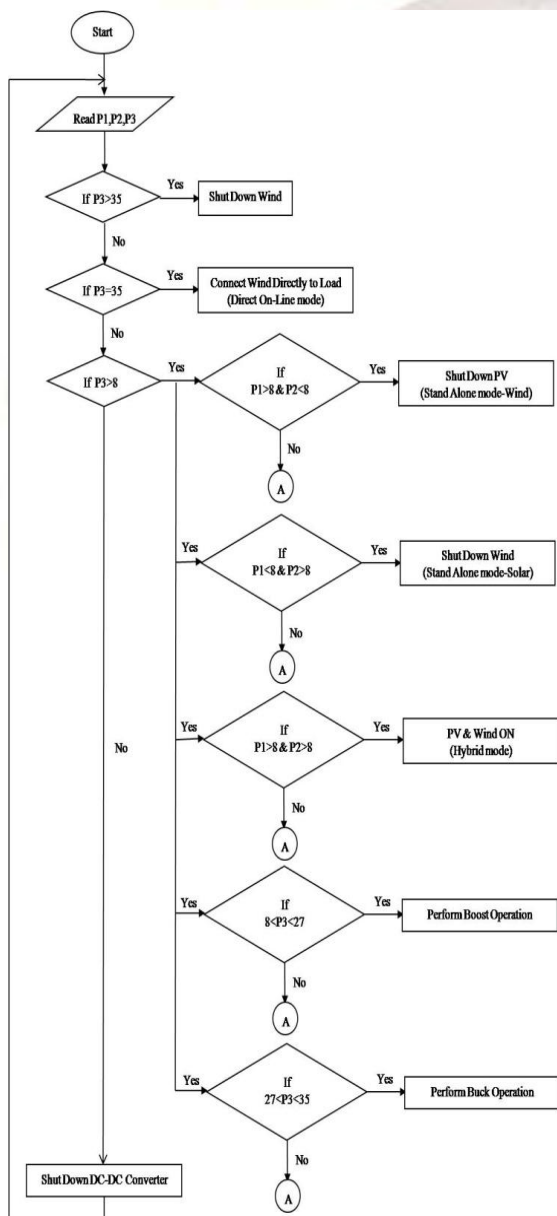 Start
Read P1,P2,P3
If P3>35
Yes
Shut Down Wind
No
If P3=35
Yes
Connect Wind Directly to Load
(Direct On-Line mode)
No
If P3>8
Yes
If
P1>8 & P2<8
Yes
Shut Down PV
(Stand Alone mode-Wind)
No
A
Yes
If
P1<8 & P2>8
Yes
Shut Down Wind
(Stand Alone mode-Solar)
No
A
Yes
If
P1>8 & P2>8
Yes
PV & Wind ON
(Hybrid mode)
No
No
A
Yes
If
8<P3<27
Yes
Perform Boost Operation
No
A
Yes
If
27<P3<35
Yes
Perform Buck Operation
No
Shut Down DC-DC Converter
A